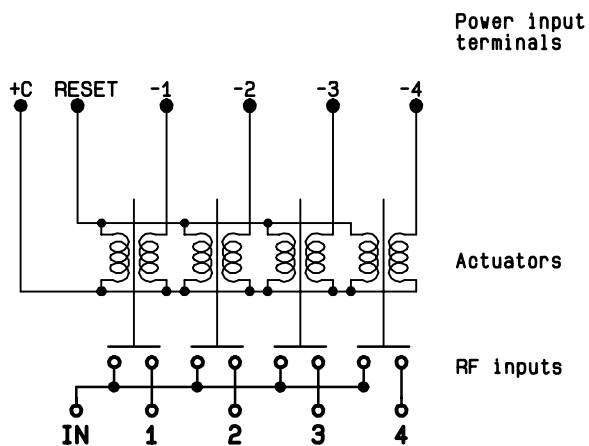 Power input
terminals
+C RESET -1 -2 -3 -4
Actuators
RF inputs
IN 1 2 3 4